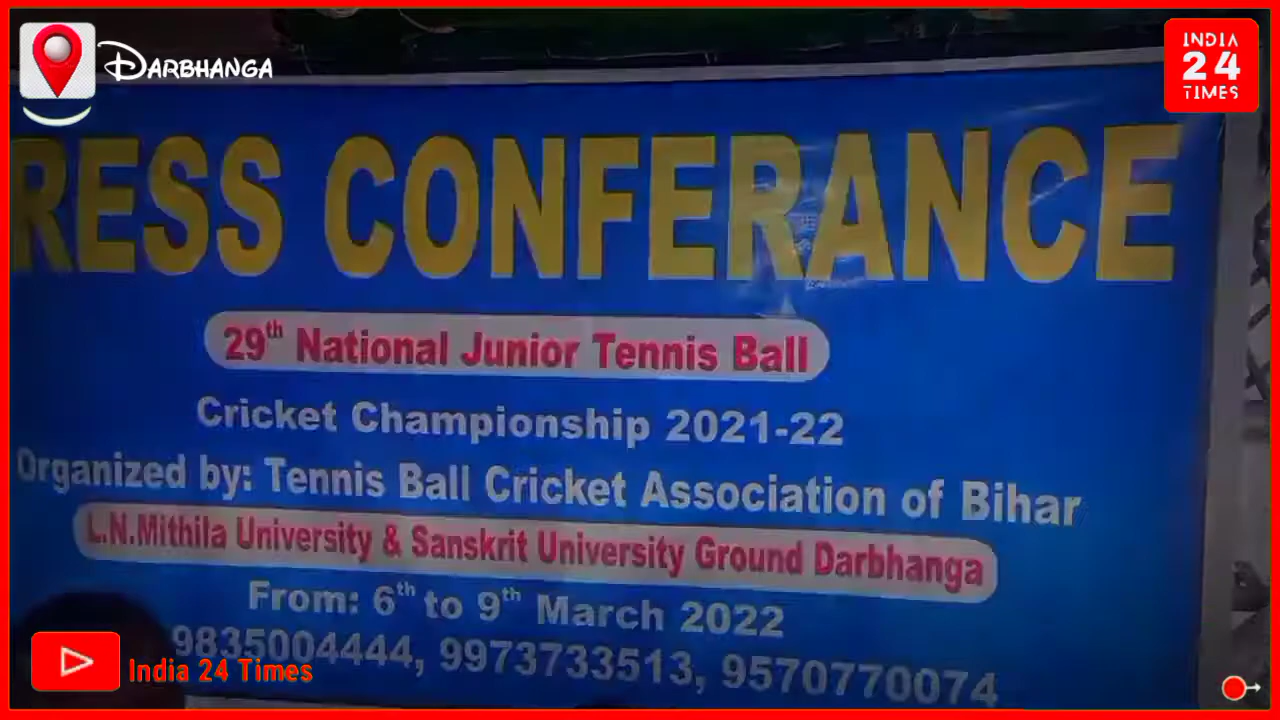 DARBHANGA
INDIA
24
TIMES
RESS CONFERANCE
29th National Junior Tennis Ball
Cricket Championship 2021-22
Organized by: Tennis Ball Cricket Association of Bihar
L.N.Mithila University & Sanskrit University Ground Darbhanga
From: 6th to 9th March 2022
9835004444, 9973733513, 9570770074
India 24 Times